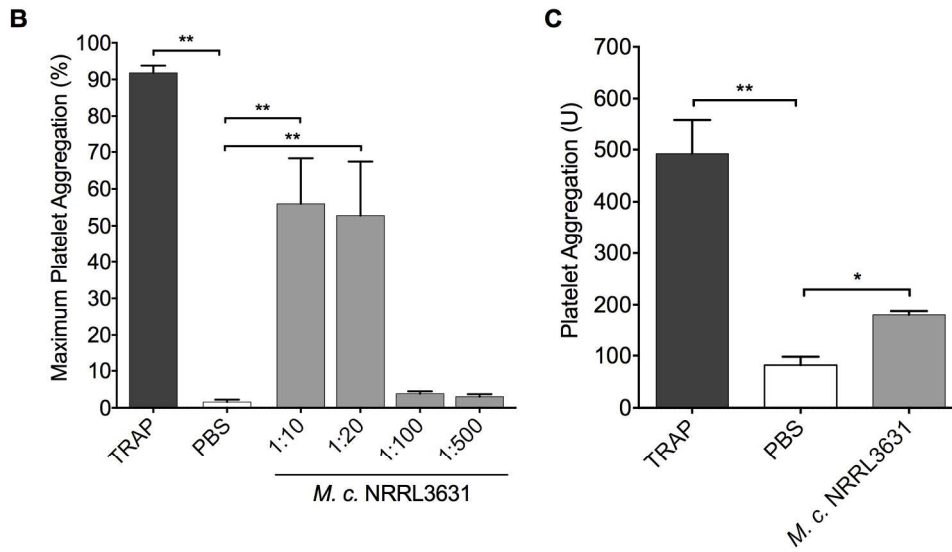 B
Maximum Platelet Aggregation (%)
100
90
80
70
60
50
40
30
20
10
0
**
**
**
TRAP
PBS
1:10
1:20
1:100
1:500
M. c. NRRL3631
C
Platelet Aggregation (U)
700
600
500
400
300
200
100
0
**
*
TRAP
PBS
M. c. NRRL3631